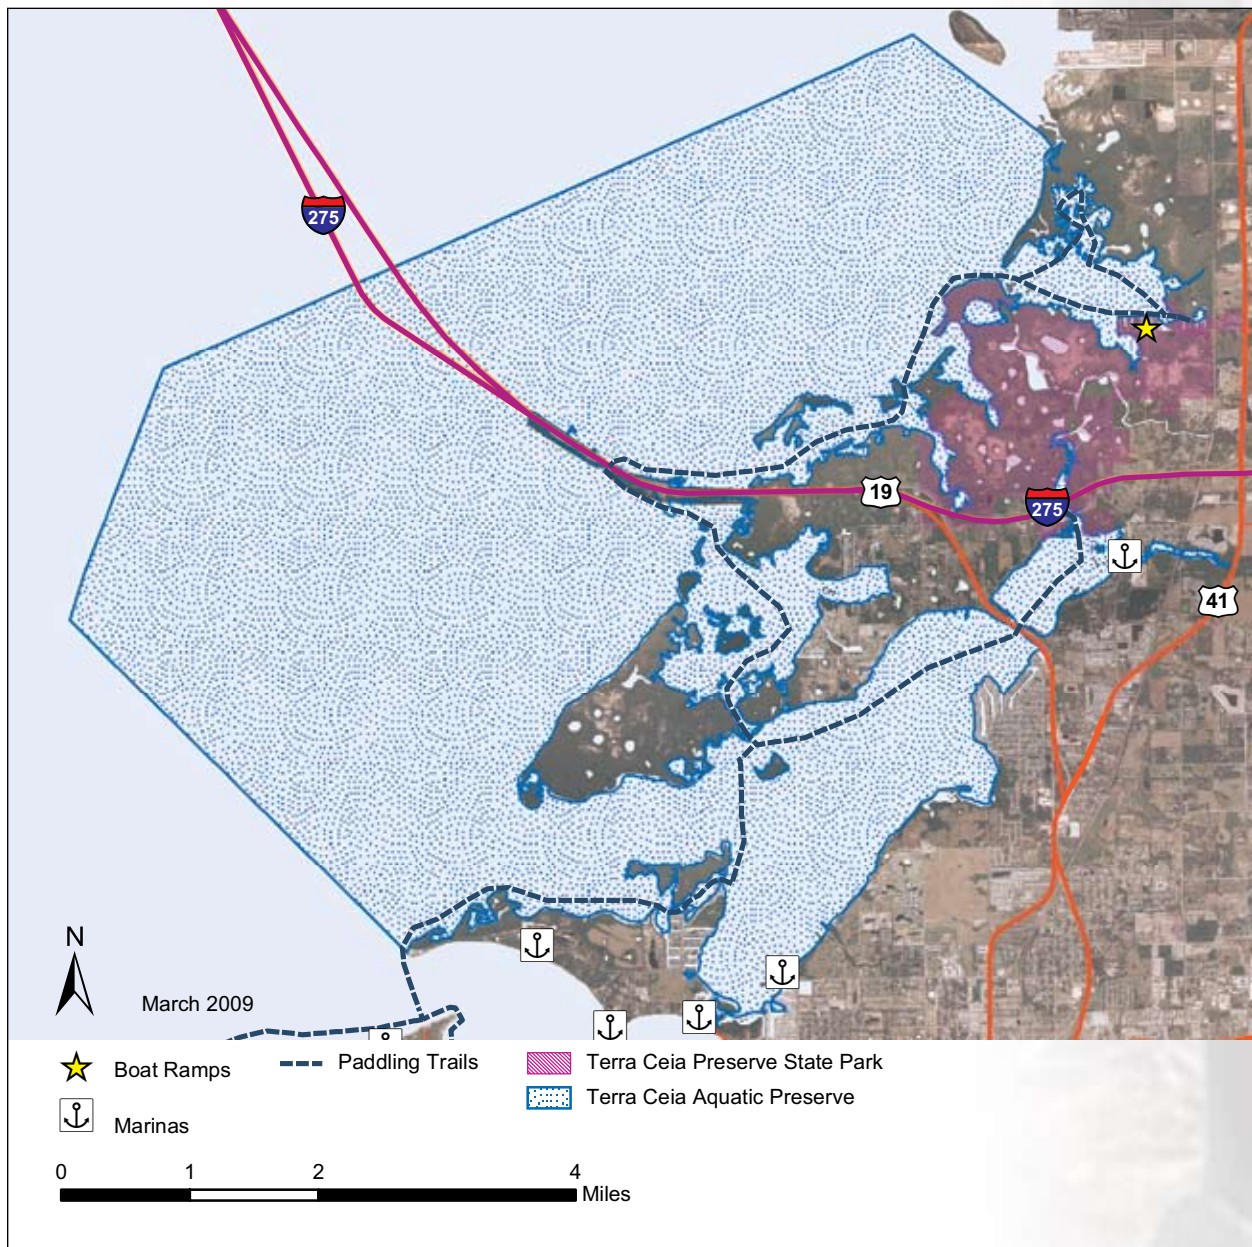 275
19
275
41
N
March 2009
Boat Ramps
Paddling Trails
Terra Ceia Preserve State Park
Marinas
Terra Ceia Aquatic Preserve
0 1 2 4
Miles